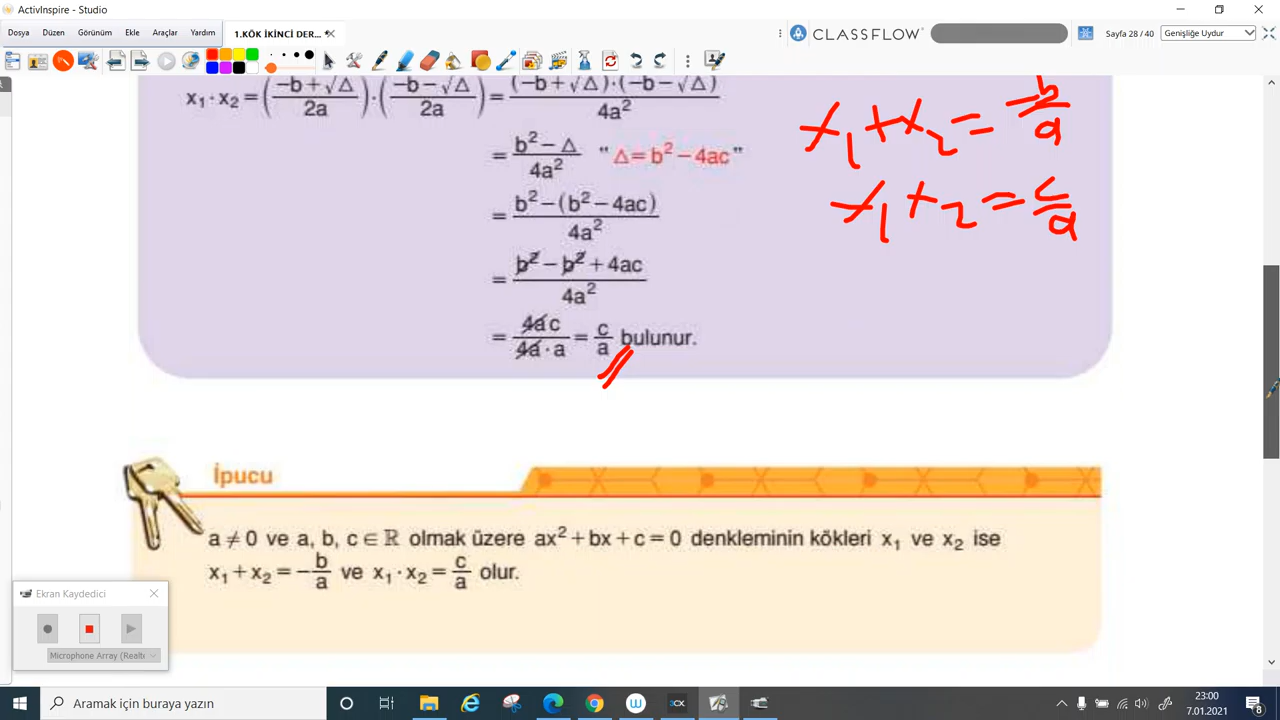 ActivInspire - Studio
Dosya Düzen Görünüm Ekle Araçlar Yardım 1.KÖK İKİNCİ DER... CLASSFLOW Sayfa 28 / 40 Genişliğe Uydur
x₁ · x₂ = ((−b + √Δ)/2a) · ((−b − √Δ)/2a) = ((−b + √Δ) · (−b − √Δ))/4a²
= (b² − Δ)/4a² "Δ = b² − 4ac"
= (b² − (b² − 4ac))/4a²
= (b² − b² + 4ac)/4a²
= 4ac/(4a · a) = c/a bulunur.
x₁ + x₂ = −b/a
x₁ x₂ = c/a
İpucu
a ≠ 0 ve a, b, c ∈ ℝ olmak üzere ax² + bx + c = 0 denkleminin kökleri x₁ ve x₂ ise
x₁ + x₂ = −b/a ve x₁ · x₂ = c/a olur.
Ekran Kaydedici
Microphone Array (Realte
Aramak için buraya yazın
23:00
7.01.2021
8